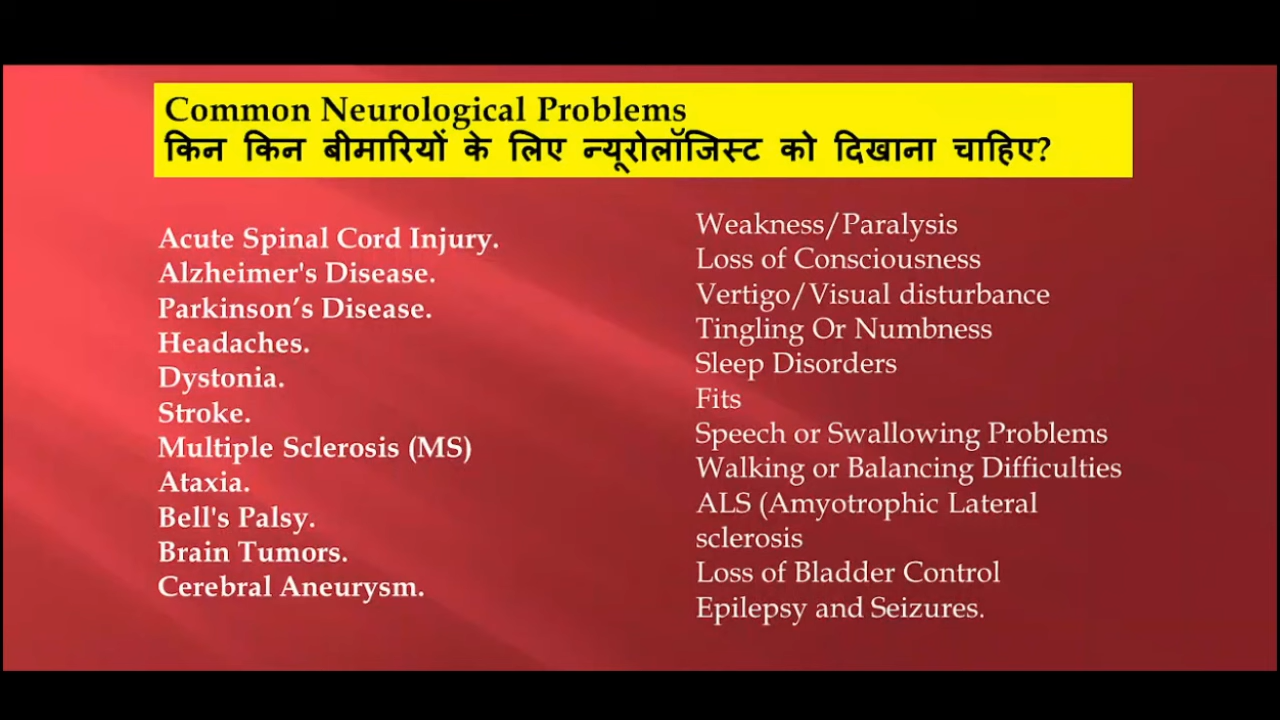 Common Neurological Problems
किन किन बीमारियों के लिए न्यूरोलॉजिस्ट को दिखाना चाहिए?
Acute Spinal Cord Injury.
Alzheimer's Disease.
Parkinson’s Disease.
Headaches.
Dystonia.
Stroke.
Multiple Sclerosis (MS)
Ataxia.
Bell's Palsy.
Brain Tumors.
Cerebral Aneurysm.
Weakness/Paralysis
Loss of Consciousness
Vertigo/Visual disturbance
Tingling Or Numbness
Sleep Disorders
Fits
Speech or Swallowing Problems
Walking or Balancing Difficulties
ALS (Amyotrophic Lateral
sclerosis
Loss of Bladder Control
Epilepsy and Seizures.